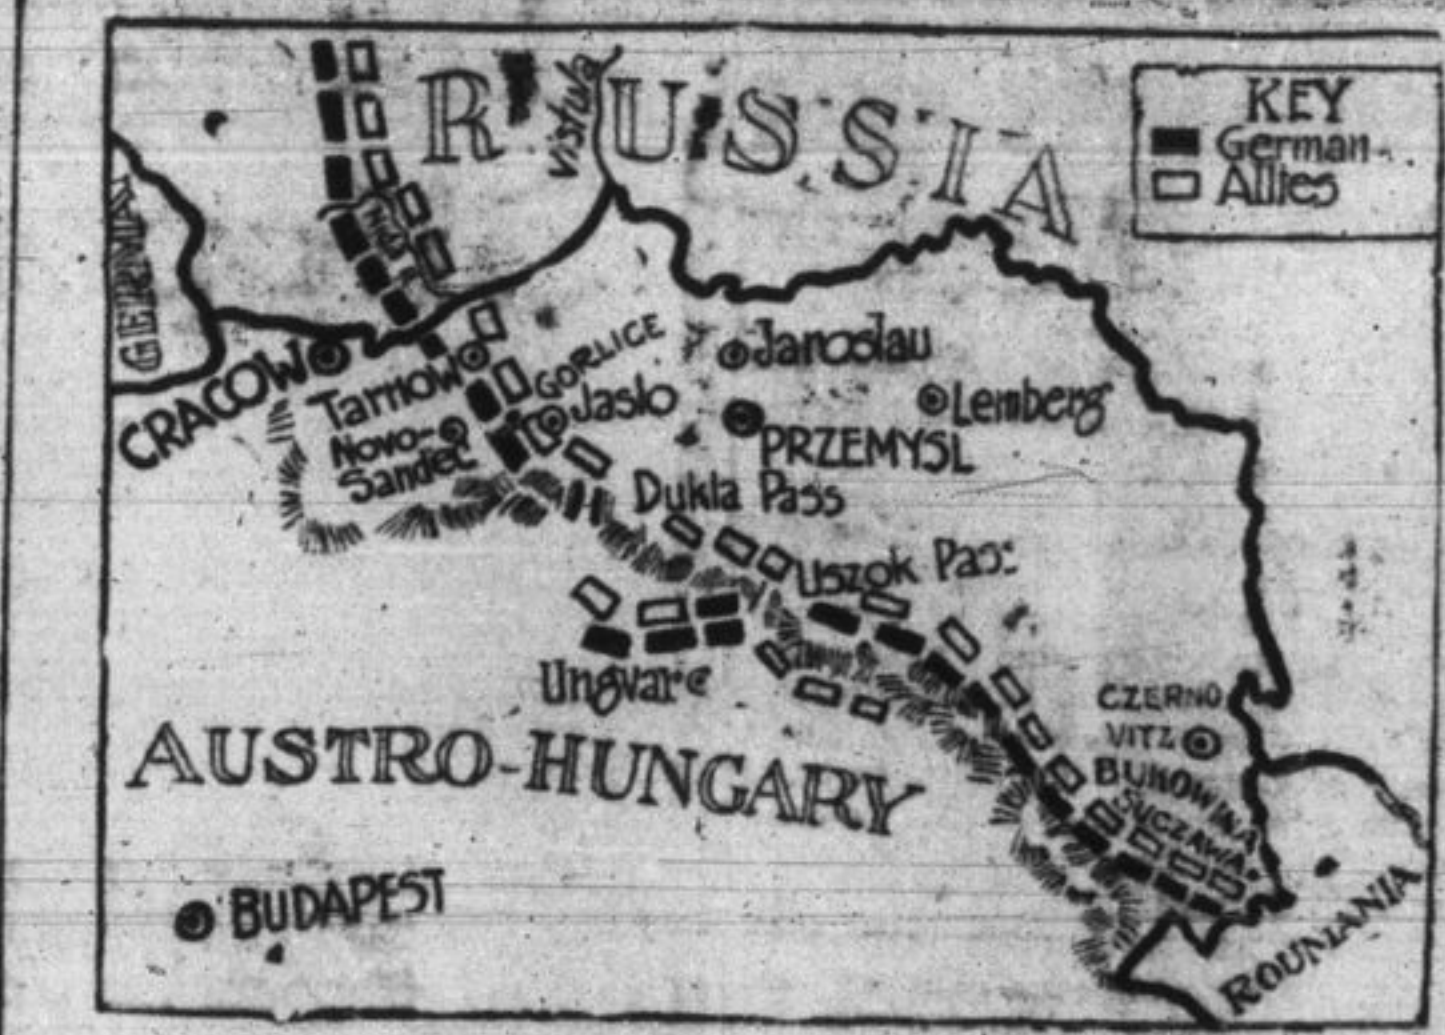 RUSSIA
Vistula
KEY
German
Allies
GERMAN
CRACOW
Tarnow
GORLICE
Jaroslau
Jaslo
Lemberg
Novo-
Sandec
PRZEMYSL
Dukla Pass
Uszok Pass
Ungvar
CZERNO
VITZ
BUKOWINA
SUCZAWA
AUSTRO-HUNGARY
BUDAPEST
ROUMANIA